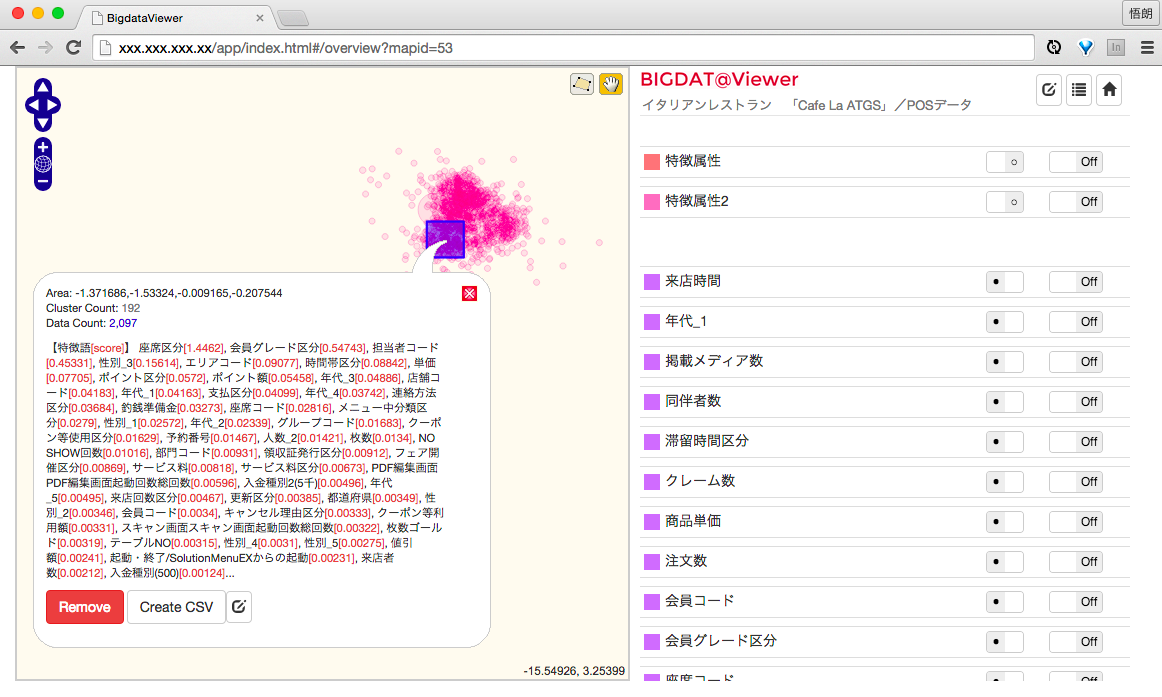 BigdataViewer
悟朗
xxx.xxx.xxx.xx/app/index.html#/overview?mapid=53
In
BIGDAT@Viewer
イタリアンレストラン 「Cafe La ATGS」／POSデータ
特徴属性 Off
特徴属性2 Off
来店時間 Off
年代_1 Off
掲載メディア数 Off
同伴者数 Off
滞留時間区分 Off
クレーム数 Off
商品単価 Off
注文数 Off
会員コード Off
会員グレード区分 Off
座席コード Off
Area: -1.371686,-1.53324,-0.009165,-0.207544
Cluster Count: 192
Data Count: 2,097
【特徴語[score]】 座席区分[1.4462], 会員グレード区分[0.54743], 担当者コード
[0.45331], 性別_3[0.15614], エリアコード[0.09077], 時間帯区分[0.08842], 単価
[0.07705], ポイント区分[0.0572], ポイント額[0.05458], 年代_3[0.04886], 店舗コ
ード[0.04183], 年代_1[0.04163], 支払区分[0.04099], 年代_4[0.03742], 連絡方法
区分[0.03684], 釣銭準備金[0.03273], 座席コード[0.02816], メニュー中分類区
分[0.0279], 性別_1[0.02572], 年代_2[0.02339], グループコード[0.01683], クーポ
ン等使用区分[0.01629], 予約番号[0.01467], 人数_2[0.01421], 枚数[0.0134], NO
SHOW回数[0.01016], 部門コード[0.00931], 領収証発行区分[0.00912], フェア開
催区分[0.00869], サービス料[0.00818], サービス料区分[0.00673], PDF編集画面
PDF編集画面起動回数総回数[0.00596], 入金種別2(5千)[0.00496], 年代
_5[0.00495], 来店回数区分[0.00467], 更新区分[0.00385], 都道府県[0.00349], 性
別_2[0.00346], 会員コード[0.0034], キャンセル理由区分[0.00333], クーポン等利
用額[0.00331], スキャン画面スキャン画面起動回数総回数[0.00322], 枚数ゴール
ド[0.00319], テーブルNO[0.00315], 性別_4[0.0031], 性別_5[0.00275], 値引
額[0.00241], 起動・終了/SolutionMenuEXからの起動[0.00231], 来店者
数[0.00212], 入金種別(500)[0.00124]...
Remove Create CSV
-15.54926, 3.25399